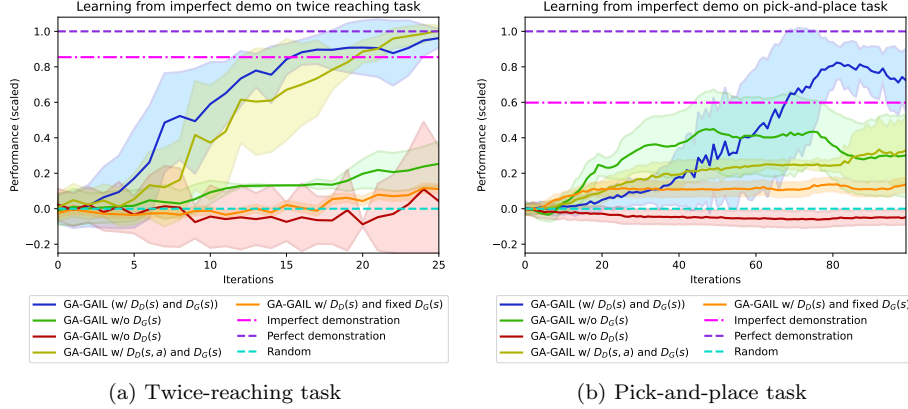 Learning from imperfect demo on twice reaching task
Performance (scaled)
1.0
0.8
0.6
0.4
0.2
0.0
−0.2
0 5 10 15 20 25
Iterations
GA-GAIL (w/ D_D(s) and D_G(s))
GA-GAIL w/o D_G(s)
GA-GAIL w/o D_D(s)
GA-GAIL w/ D_D(s, a) and D_G(s)
GA-GAIL w/ D_D(s) and fixed D_G(s)
Imperfect demonstration
Perfect demonstration
Random
(a) Twice-reaching task
Learning from imperfect demo on pick-and-place task
Performance (scaled)
1.0
0.8
0.6
0.4
0.2
0.0
−0.2
0 20 40 60 80
Iterations
GA-GAIL (w/ D_D(s) and D_G(s))
GA-GAIL w/o D_G(s)
GA-GAIL w/o D_D(s)
GA-GAIL w/ D_D(s, a) and D_G(s)
GA-GAIL w/ D_D(s) and fixed D_G(s)
Imperfect demonstration
Perfect demonstration
Random
(b) Pick-and-place task